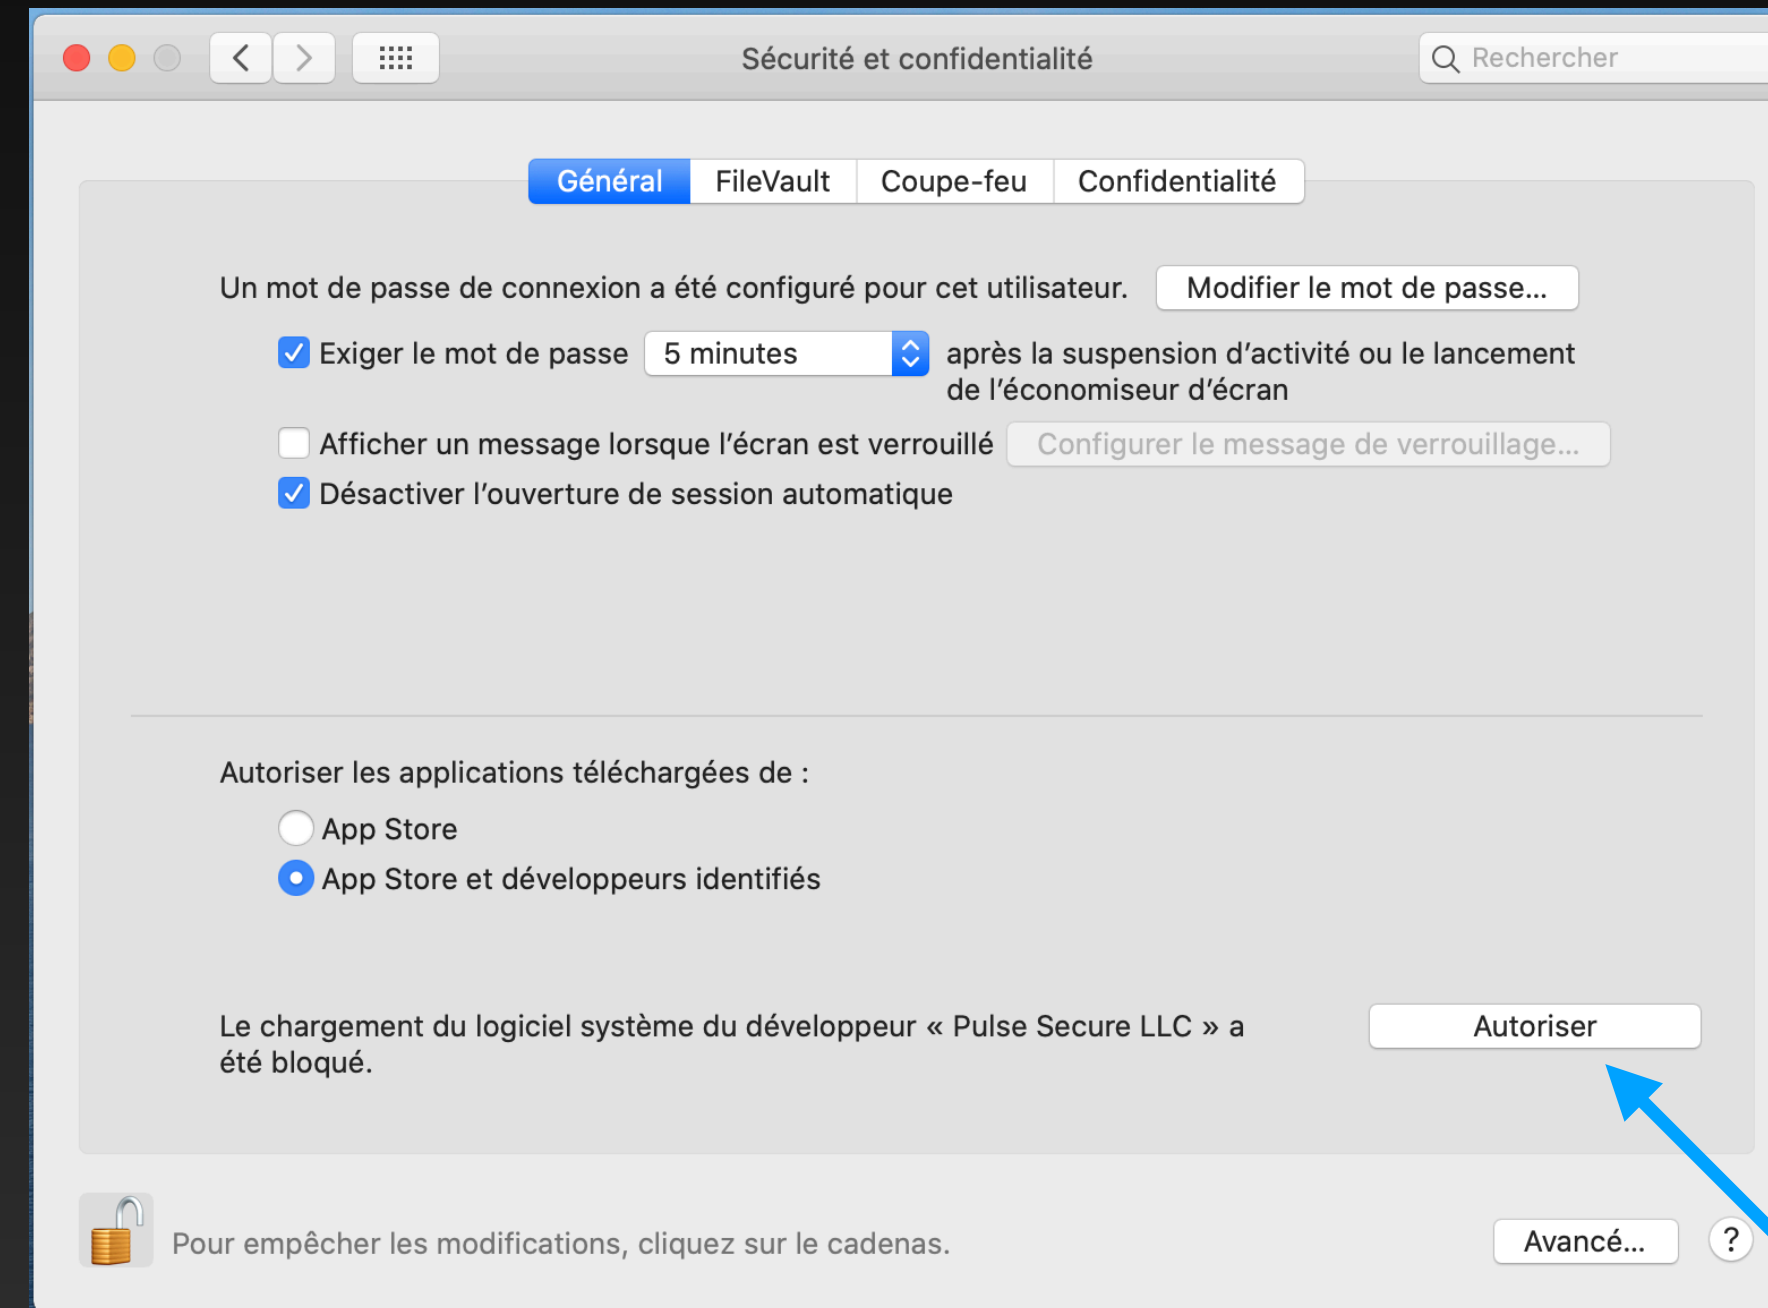 Sécurité et confidentialité
Rechercher
Général
FileVault
Coupe-feu
Confidentialité
Un mot de passe de connexion a été configuré pour cet utilisateur.
Modifier le mot de passe...
Exiger le mot de passe
5 minutes
après la suspension d’activité ou le lancement
de l’économiseur d’écran
Afficher un message lorsque l’écran est verrouillé
Configurer le message de verrouillage...
Désactiver l’ouverture de session automatique
Autoriser les applications téléchargées de :
App Store
App Store et développeurs identifiés
Le chargement du logiciel système du développeur « Pulse Secure LLC » a
été bloqué.
Autoriser
Pour empêcher les modifications, cliquez sur le cadenas.
Avancé...
?